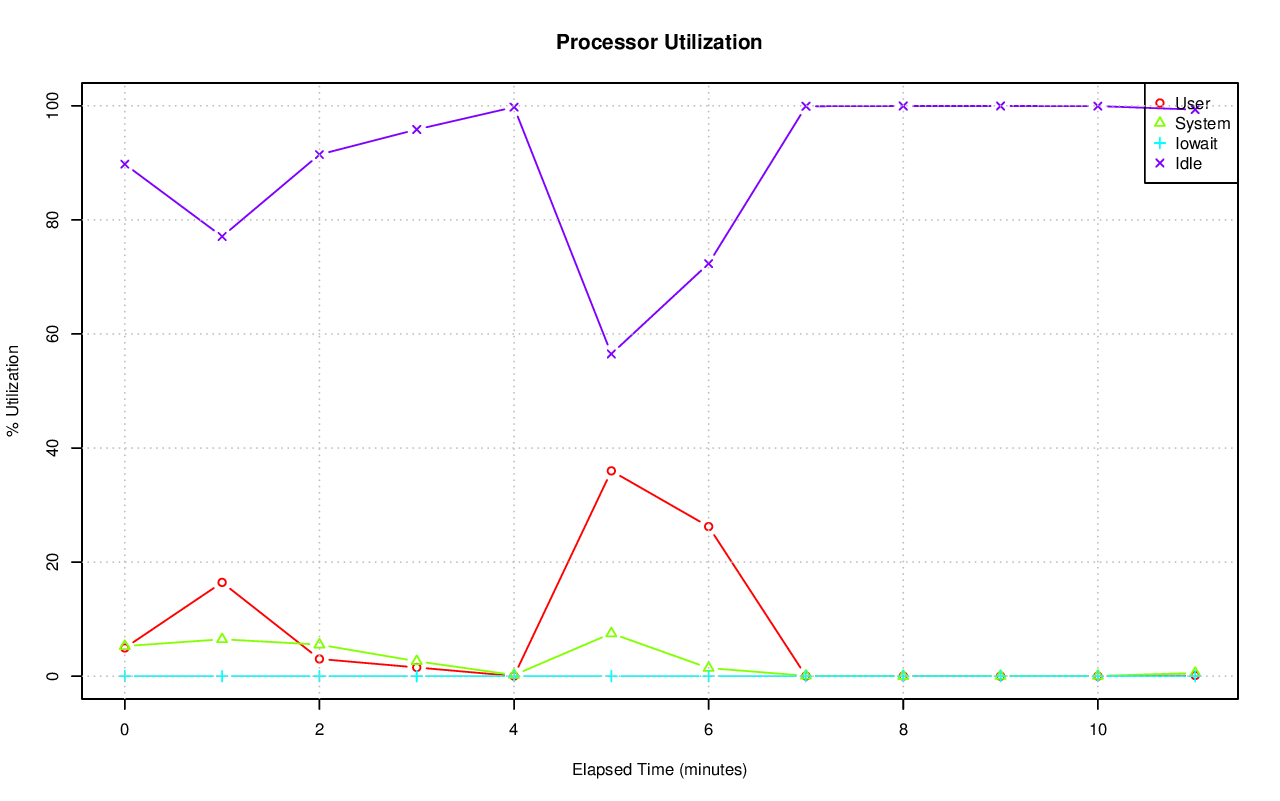 Processor Utilization
100
80
60
40
20
0
% Utilization
User
System
Iowait
Idle
0 2 4 6 8 10
Elapsed Time (minutes)